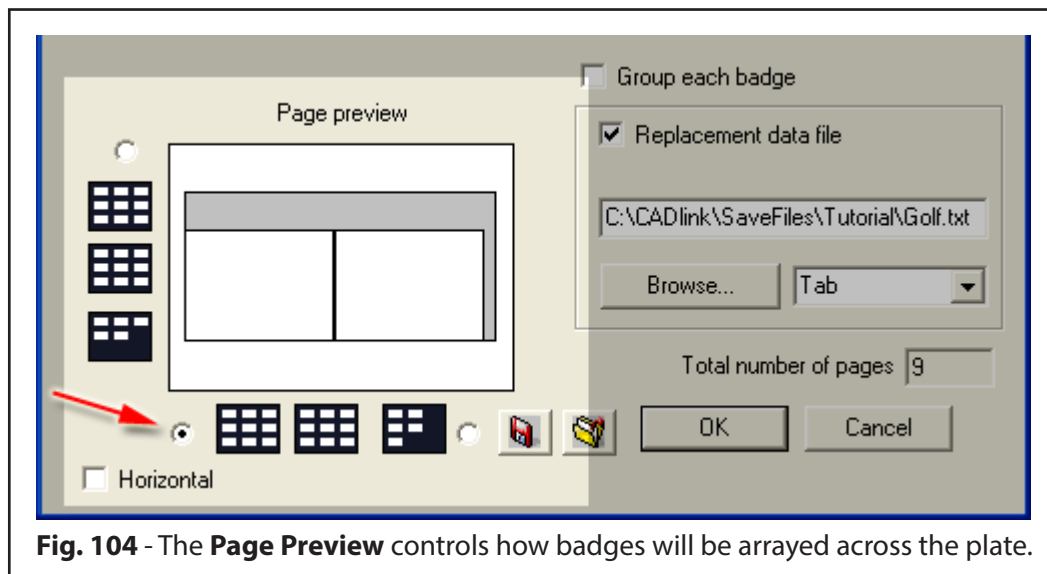 Group each badge
Page preview
Replacement data file
C:\CADlink\SaveFiles\Tutorial\Golf.txt
Browse... Tab
Total number of pages 9
OK Cancel
Horizontal
Fig. 104 - The Page Preview controls how badges will be arrayed across the plate.